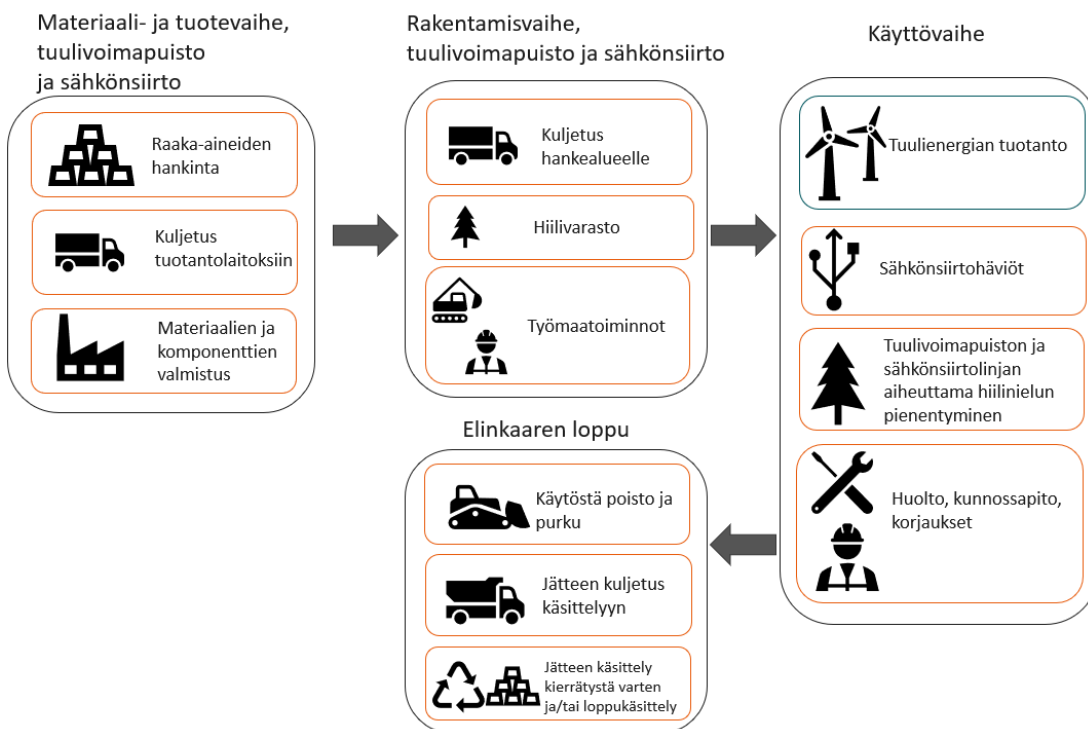 Materiaali- ja tuotevaihe,
tuulivoimapuisto
ja sähkönsiirto
Raaka-aineiden
hankinta
Kuljetus
tuotantolaitoksiin
Materiaalien ja
komponenttien
valmistus
Rakentamisvaihe,
tuulivoimapuisto ja sähkönsiirto
Kuljetus
hankealueelle
Hiilivarasto
Työmaatoiminnot
Käyttövaihe
Tuulienergian tuotanto
Sähkönsiirtohäviöt
Tuulivoimapuiston ja
sähkönsiirtolinjan
aiheuttama hiilinielun
pienentyminen
Huolto, kunnossapito,
korjaukset
Elinkaaren loppu
Käytöstä poisto ja
purku
Jätteen kuljetus
käsittelyyn
Jätteen käsittely
kierrätystä varten
ja/tai loppukäsittely